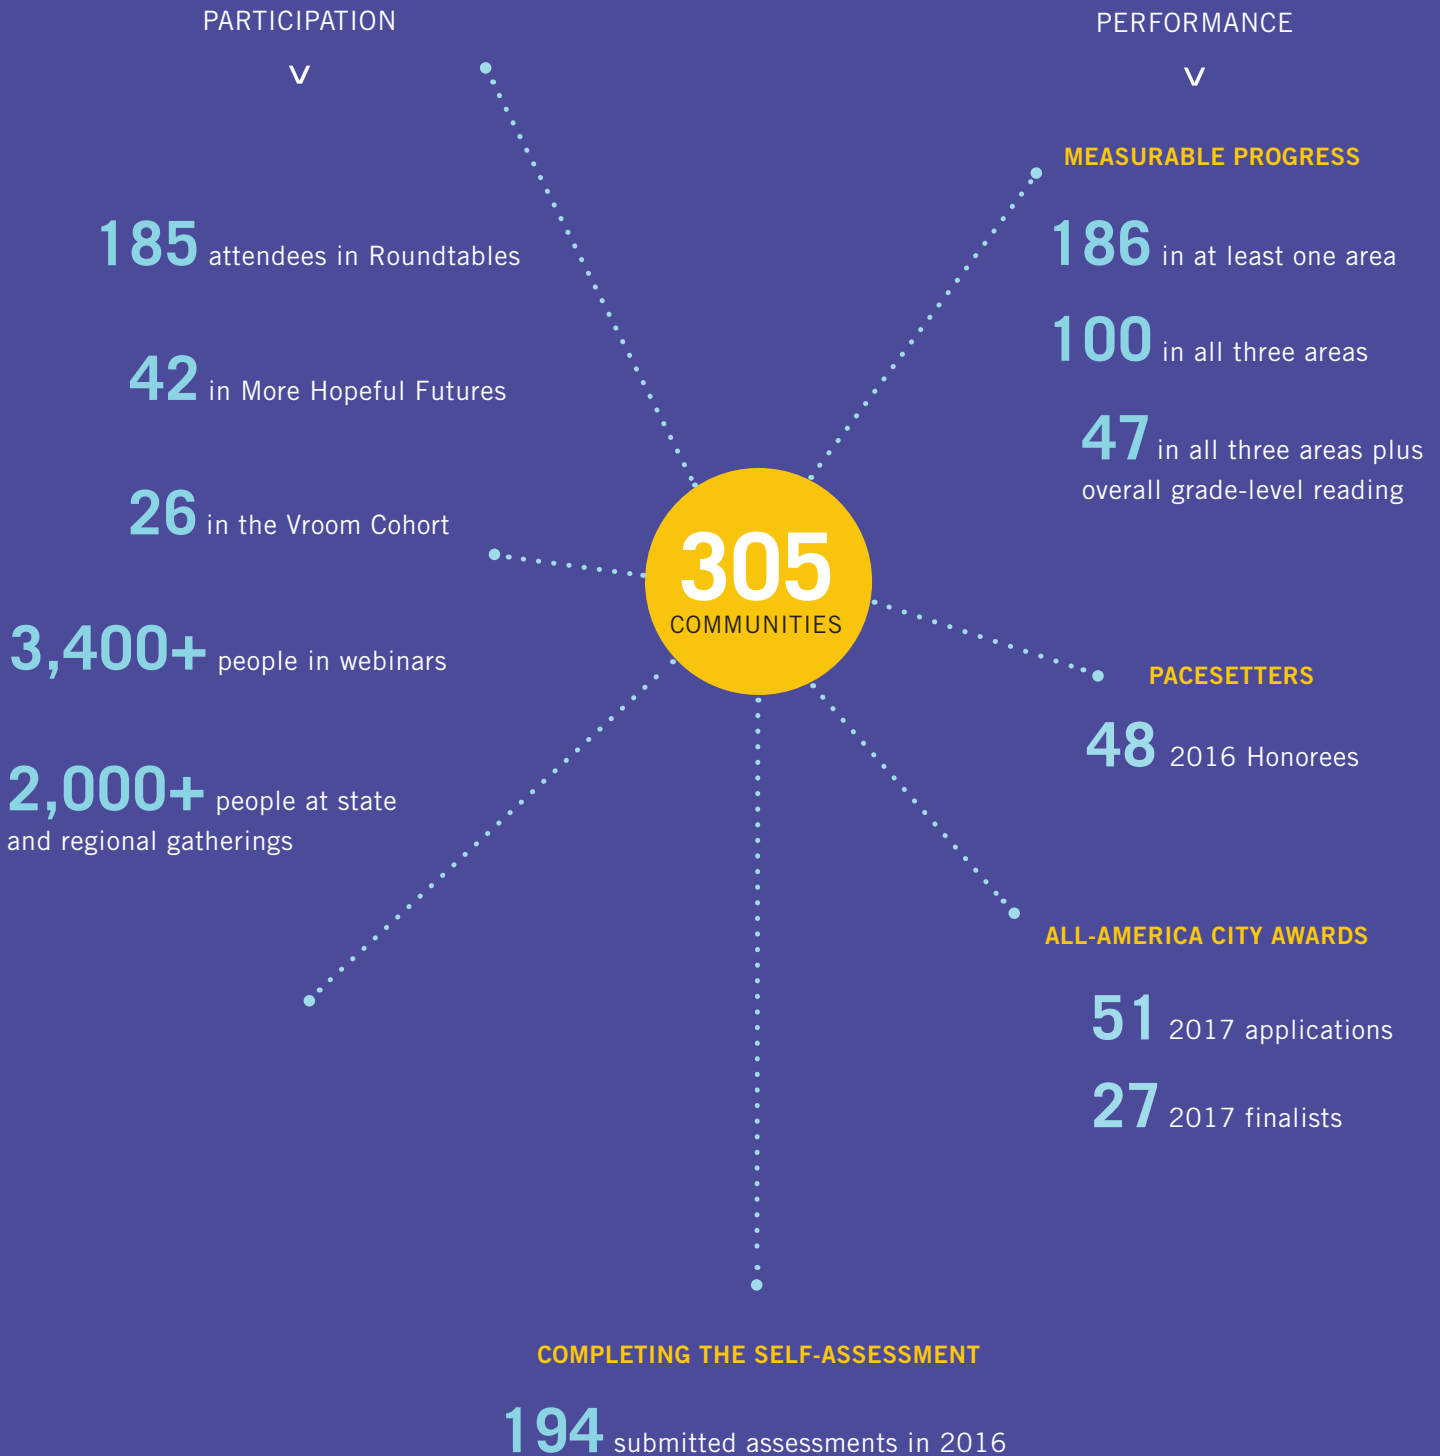 PARTICIPATION
v
185 attendees in Roundtables
42 in More Hopeful Futures
26 in the Vroom Cohort
3,400+ people in webinars
2,000+ people at state
and regional gatherings
305
COMMUNITIES
PERFORMANCE
v
MEASURABLE PROGRESS
186 in at least one area
100 in all three areas
47 in all three areas plus
overall grade-level reading
PACESETTERS
48 2016 Honorees
ALL-AMERICA CITY AWARDS
51 2017 applications
27 2017 finalists
COMPLETING THE SELF-ASSESSMENT
194 submitted assessments in 2016